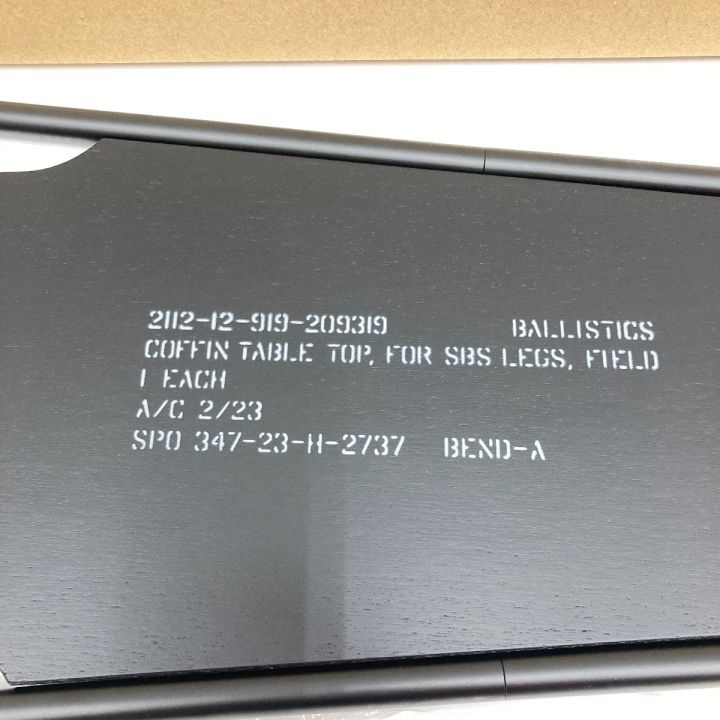 2112-12-919-209319 BALLISTICS
COFFIN TABLE TOP, FOR SBS LEGS, FIELD
1 EACH
A/C 2/23
SPO 347-23-H-2737 BEND-A